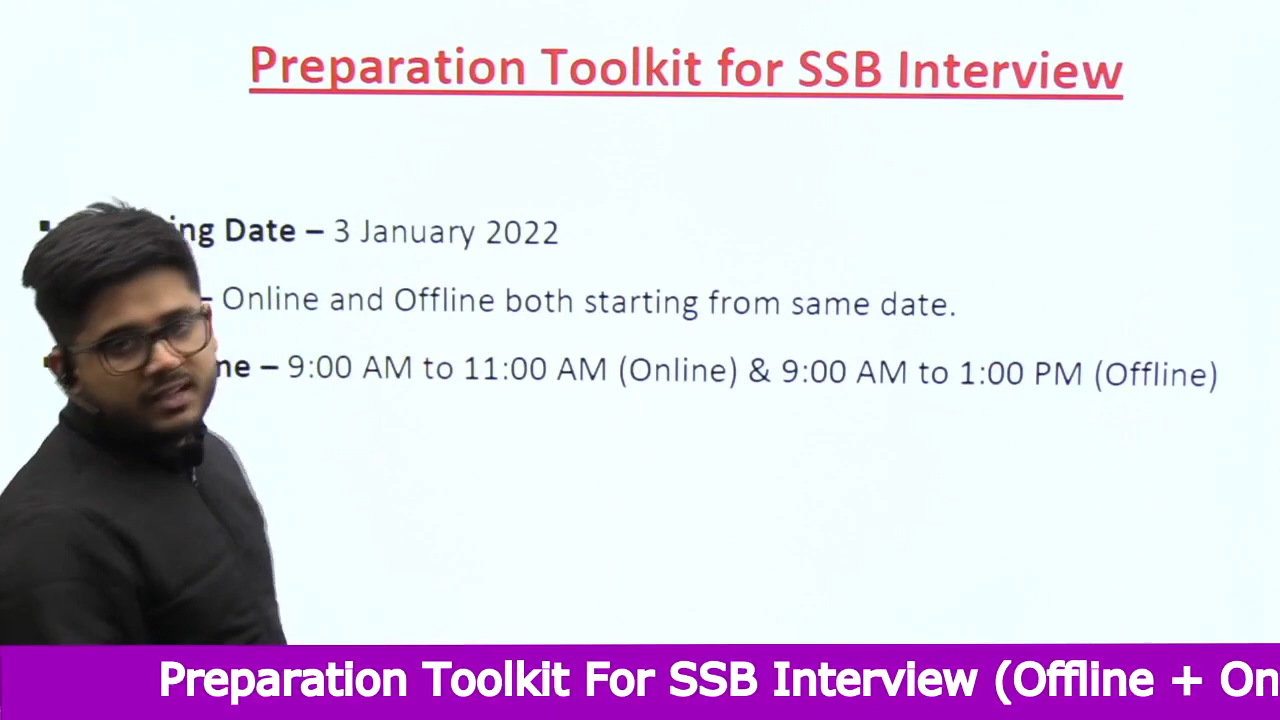 Preparation Toolkit for SSB Interview
ing Date – 3 January 2022
– Online and Offline both starting from same date.
me – 9:00 AM to 11:00 AM (Online) & 9:00 AM to 1:00 PM (Offline)
Preparation Toolkit For SSB Interview (Offline + On